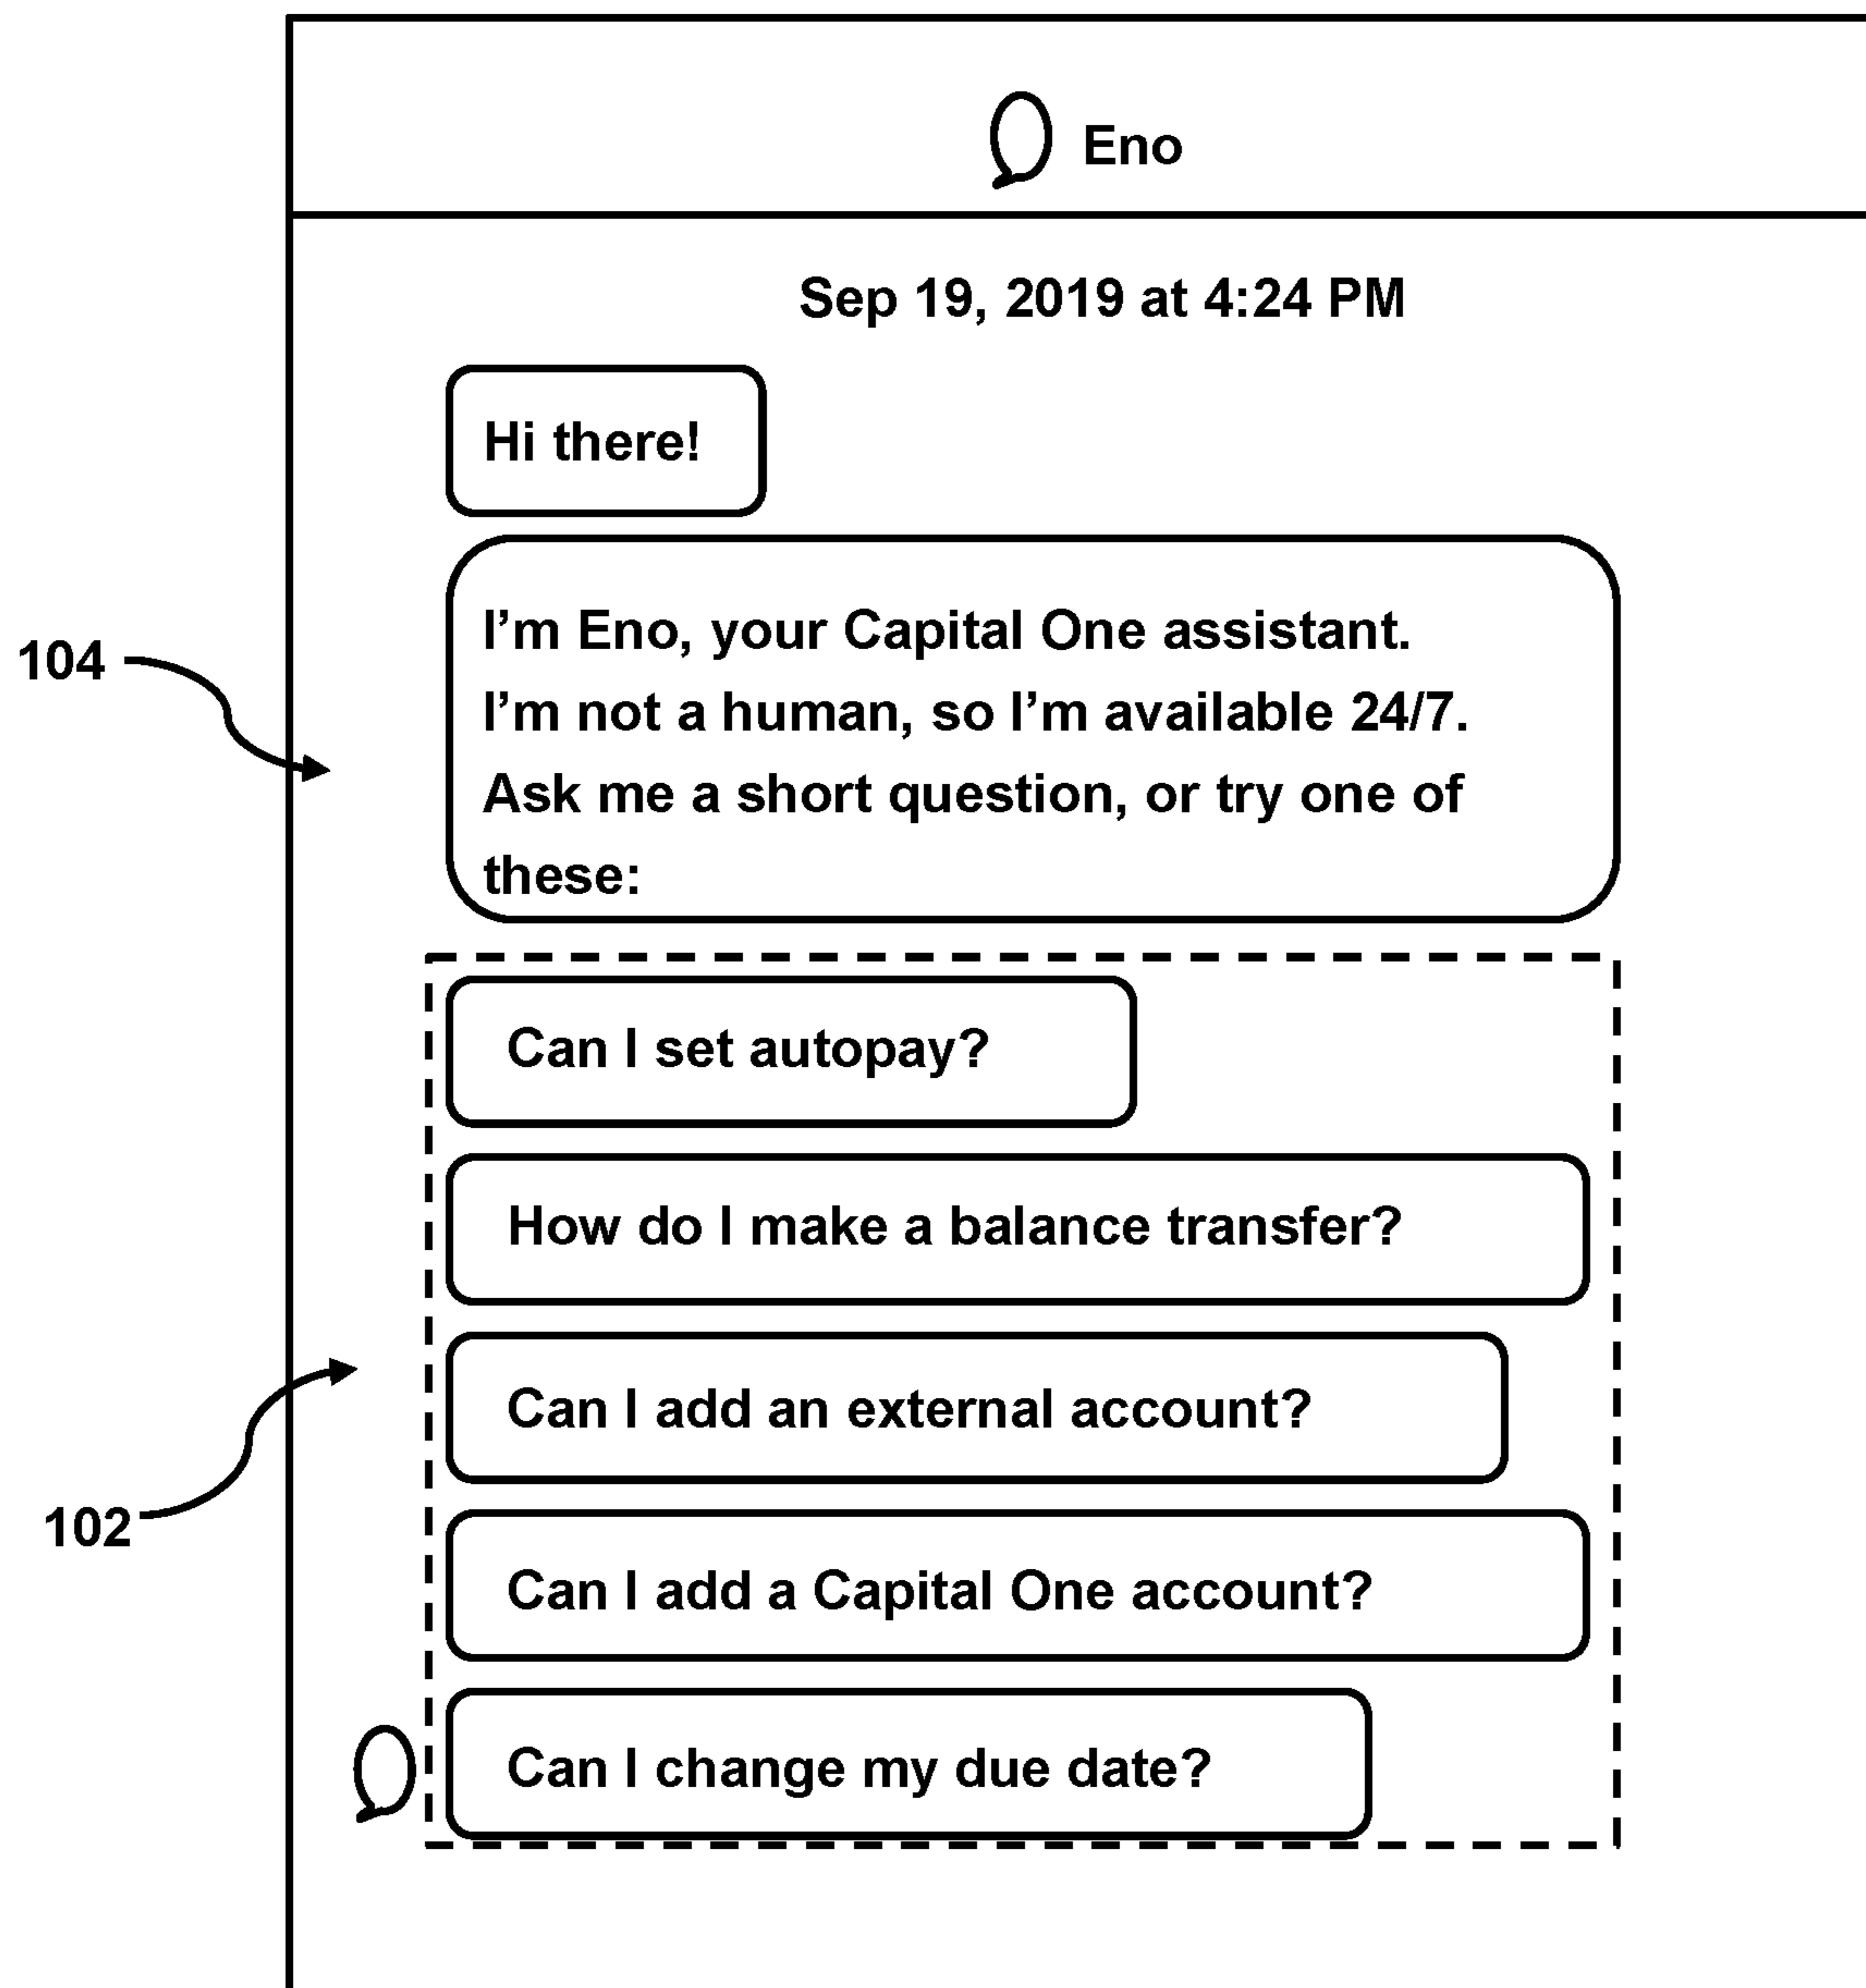 Eno
Sep 19, 2019 at 4:24 PM
Hi there!
104
I’m Eno, your Capital One assistant.
I’m not a human, so I’m available 24/7.
Ask me a short question, or try one of
these:
Can I set autopay?
How do I make a balance transfer?
Can I add an external account?
102
Can I add a Capital One account?
Can I change my due date?